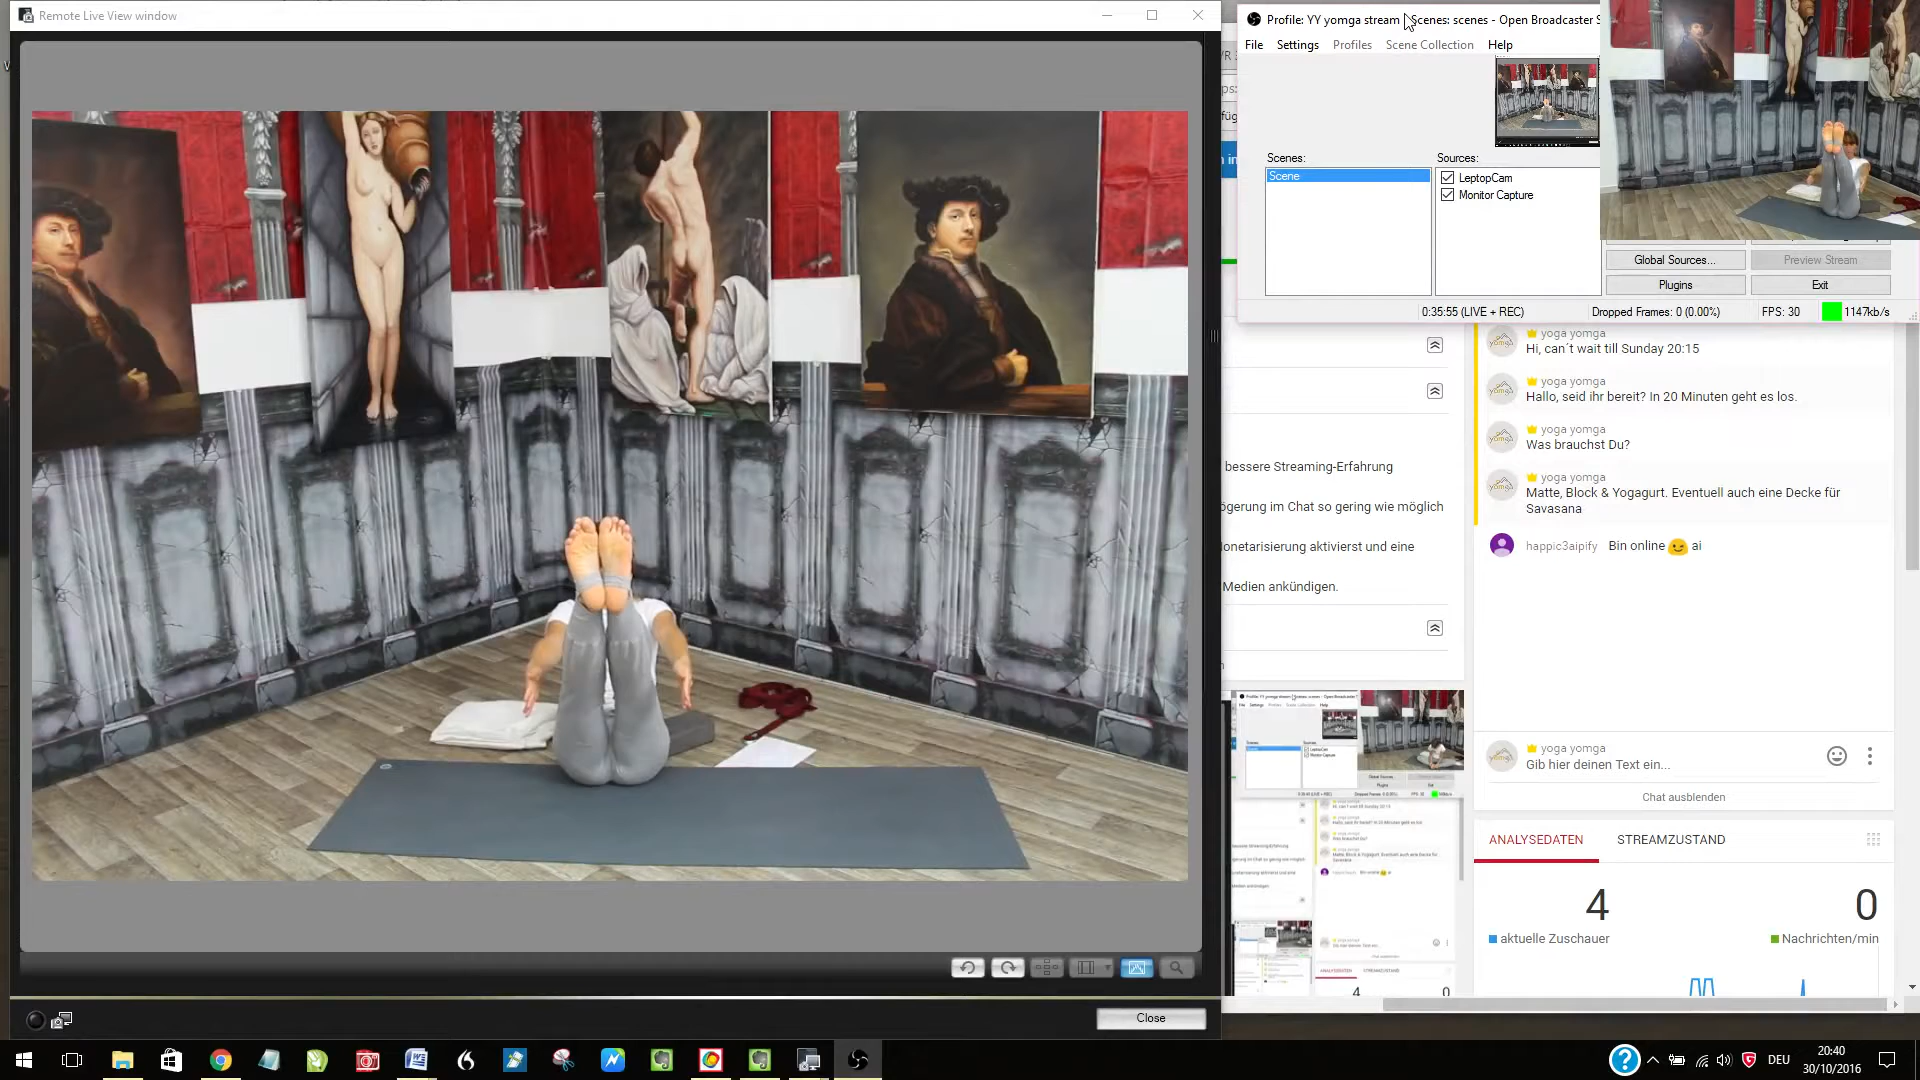 Remote Live View window
Profile: YY yomga stream
Scenes: scenes - Open Broadcaster S
File Settings Profiles Scene Collection Help
Scenes:
Sources:
Scene
LeptopCam
Monitor Capture
Global Sources...
Preview Stream
Plugins
Exit
0:35:55 (LIVE + REC)
Dropped Frames: 0 (0.00%)
FPS: 30
1147kb/s
yoga yomga
Hi, can´t wait till Sunday 20:15
yoga yomga
Hallo, seid ihr bereit? In 20 Minuten geht es los.
yoga yomga
Was brauchst Du?
yoga yomga
Matte, Block & Yogagurt. Eventuell auch eine Decke für
Savasana
happic3aipify Bin online ai
bessere Streaming-Erfahrung
ögerung im Chat so gering wie möglich
onetarisierung aktivierst und eine
Medien ankündigen.
yoga yomga
Gib hier deinen Text ein...
Chat ausblenden
ANALYSEDATEN
STREAMZUSTAND
4
0
aktuelle Zuschauer
Nachrichten/min
Close
DEU
20:40
30/10/2016